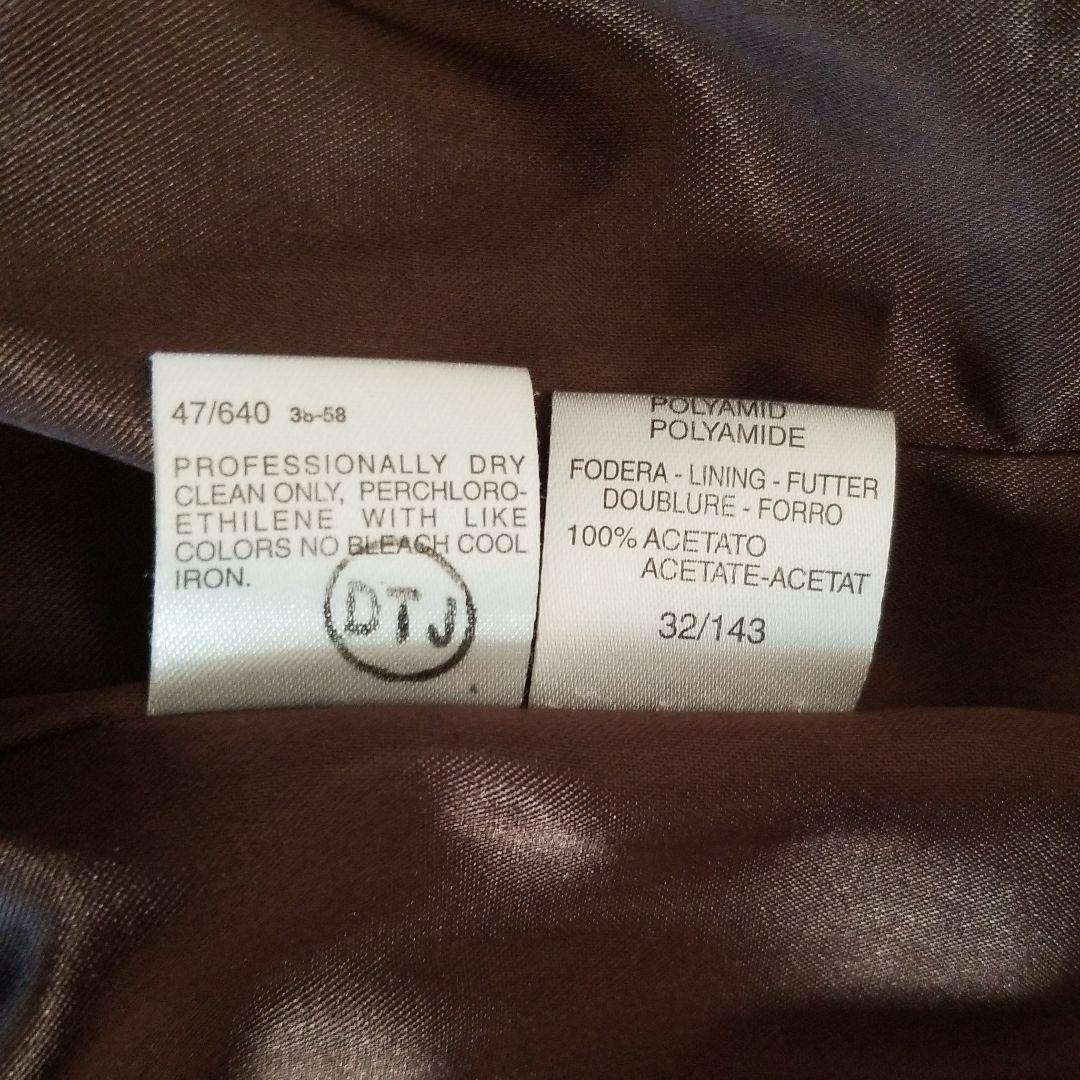 47/640 38-58
PROFESSIONALLY DRY
CLEAN ONLY, PERCHLORO-
ETHILENE WITH LIKE
COLORS NO BLEACH COOL
IRON.
DTJ
POLYAMID
POLYAMIDE
FODERA - LINING - FUTTER
DOUBLURE - FORRO
100% ACETATO
ACETATE-ACETAT
32/143